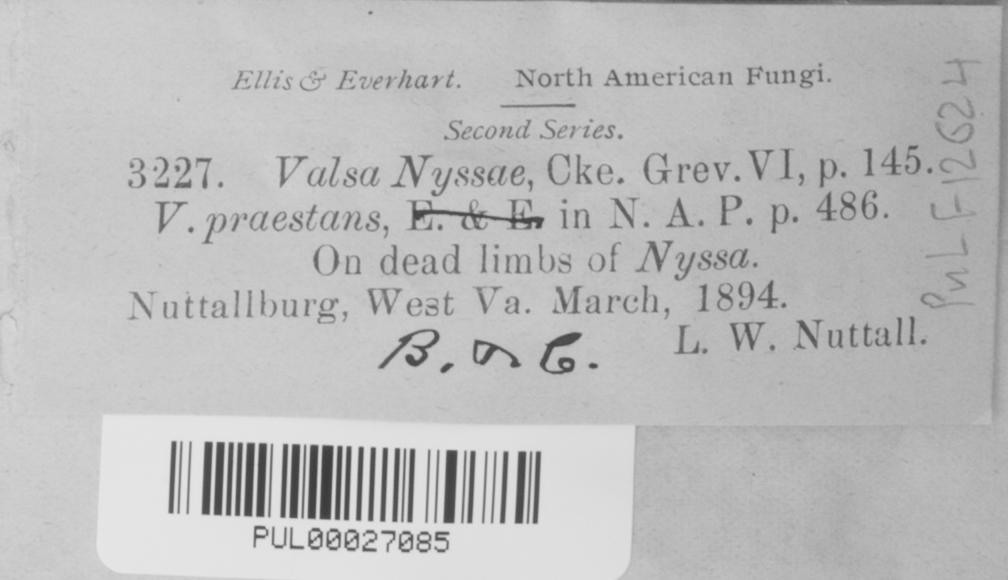 Ellis & Everhart. North American Fungi.
Second Series.
3227. Valsa Nyssae, Cke. Grev. VI, p. 145.
V. praestans, E. & E. in N. A. P. p. 486.
On dead limbs of Nyssa.
Nuttallburg, West Va. March, 1894.
L. W. Nuttall.
B. & C.
PUL F12624
PUL00027085